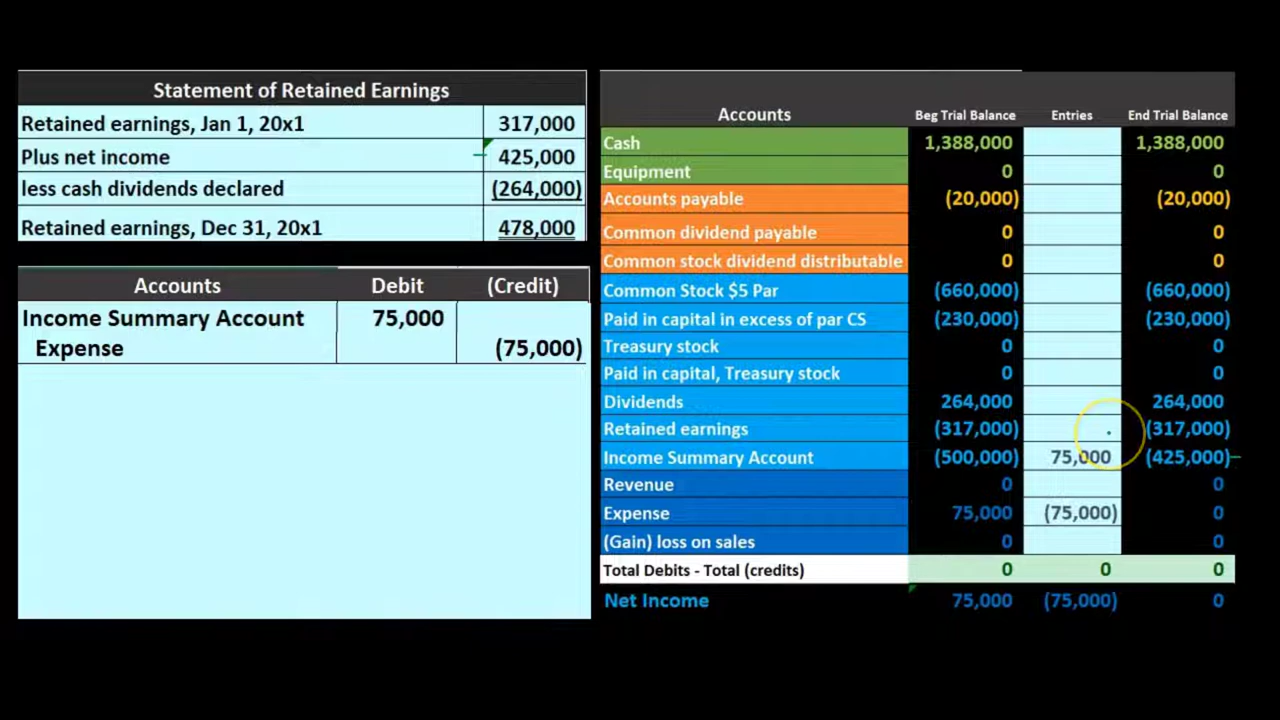 Statement of Retained Earnings
Retained earnings, Jan 1, 20x1 317,000
Plus net income 425,000
less cash dividends declared (264,000)
Retained earnings, Dec 31, 20x1 478,000
Accounts Debit (Credit)
Income Summary Account 75,000
Expense (75,000)
Accounts Beg Trial Balance Entries End Trial Balance
Cash 1,388,000 1,388,000
Equipment 0 0
Accounts payable (20,000) (20,000)
Common dividend payable 0 0
Common stock dividend distributable 0 0
Common Stock $5 Par (660,000) (660,000)
Paid in capital in excess of par CS (230,000) (230,000)
Treasury stock 0 0
Paid in capital, Treasury stock 0 0
Dividends 264,000 264,000
Retained earnings (317,000) (317,000)
Income Summary Account (500,000) 75,000 (425,000)
Revenue 0 0
Expense 75,000 (75,000) 0
(Gain) loss on sales 0 0
Total Debits - Total (credits) 0 0 0
Net Income 75,000 (75,000) 0